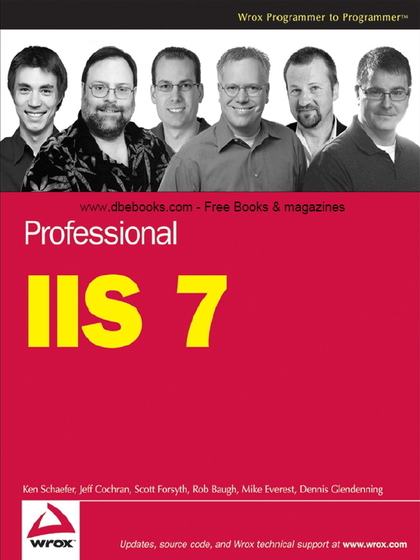 Wrox Programmer to Programmer™
www.dbebooks.com - Free Books & magazines
Professional
IIS 7
Ken Schaefer, Jeff Cochran, Scott Forsyth, Rob Baugh, Mike Everest, Dennis Glendenning
wrox™
Updates, source code, and Wrox technical support at www.wrox.com